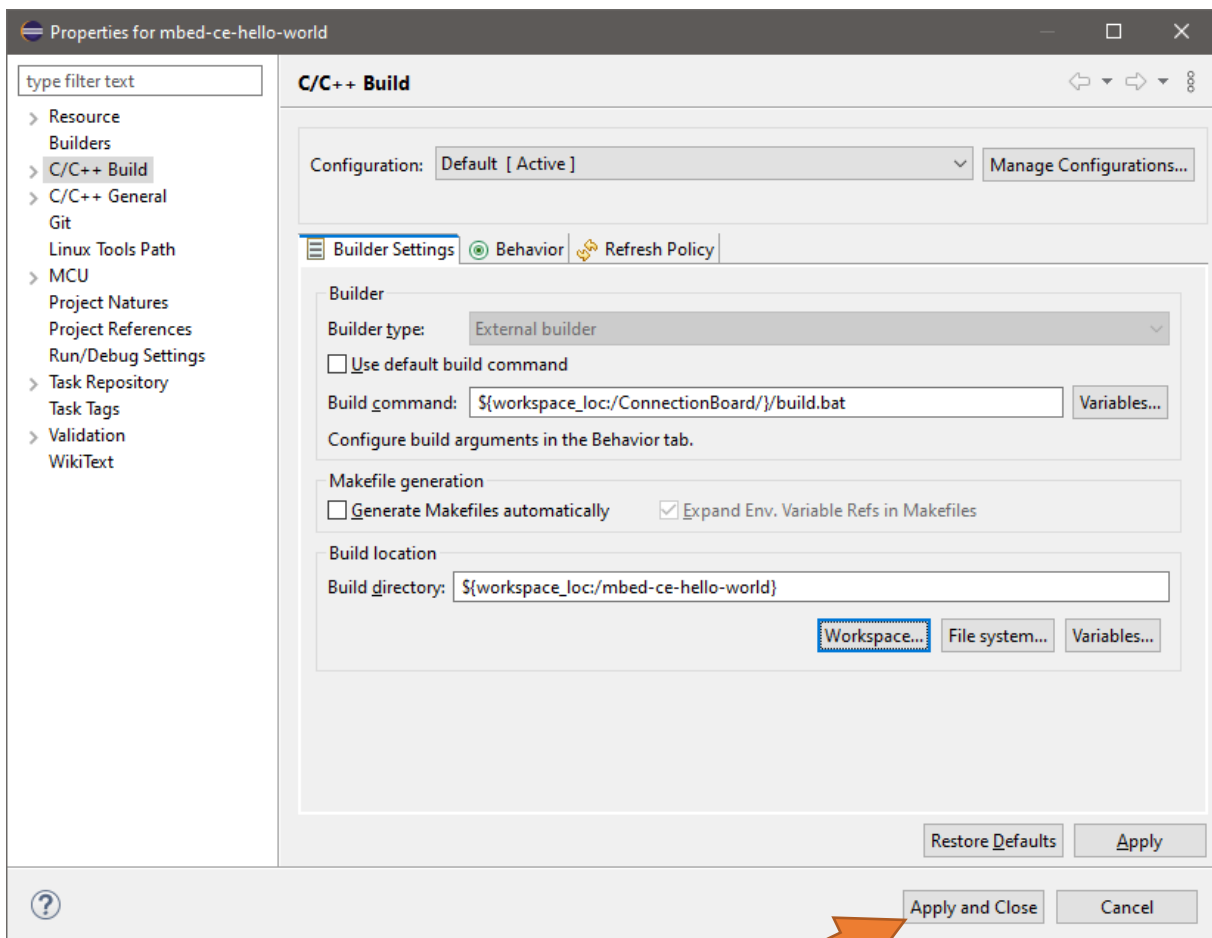 Properties for mbed-ce-hello-world
type filter text
Resource
Builders
C/C++ Build
C/C++ General
Git
Linux Tools Path
MCU
Project Natures
Project References
Run/Debug Settings
Task Repository
Task Tags
Validation
WikiText
C/C++ Build
Configuration: Default [ Active ] Manage Configurations...
Builder Settings Behavior Refresh Policy
Builder
Builder type: External builder
Use default build command
Build command: ${workspace_loc:/ConnectionBoard/}/build.bat Variables...
Configure build arguments in the Behavior tab.
Makefile generation
Generate Makefiles automatically Expand Env. Variable Refs in Makefiles
Build location
Build directory: ${workspace_loc:/mbed-ce-hello-world}
Workspace... File system... Variables...
Restore Defaults Apply
? Apply and Close Cancel